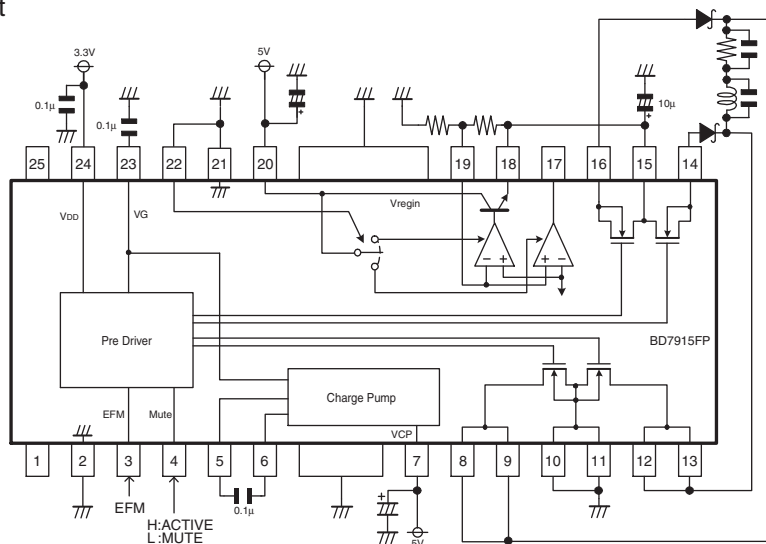 t
3.3V
5V
0.1μ
0.1μ
+
10μ
+
25
24
23
22
21
20
19
18
17
16
15
14
VDD
VG
Vregin
− +
+ −
Pre Driver
BD7915FP
Charge Pump
EFM
Mute
VCP
1
2
3
4
5
6
7
8
9
10
11
12
13
EFM
0.1μ
+
H:ACTIVE
L:MUTE
5V